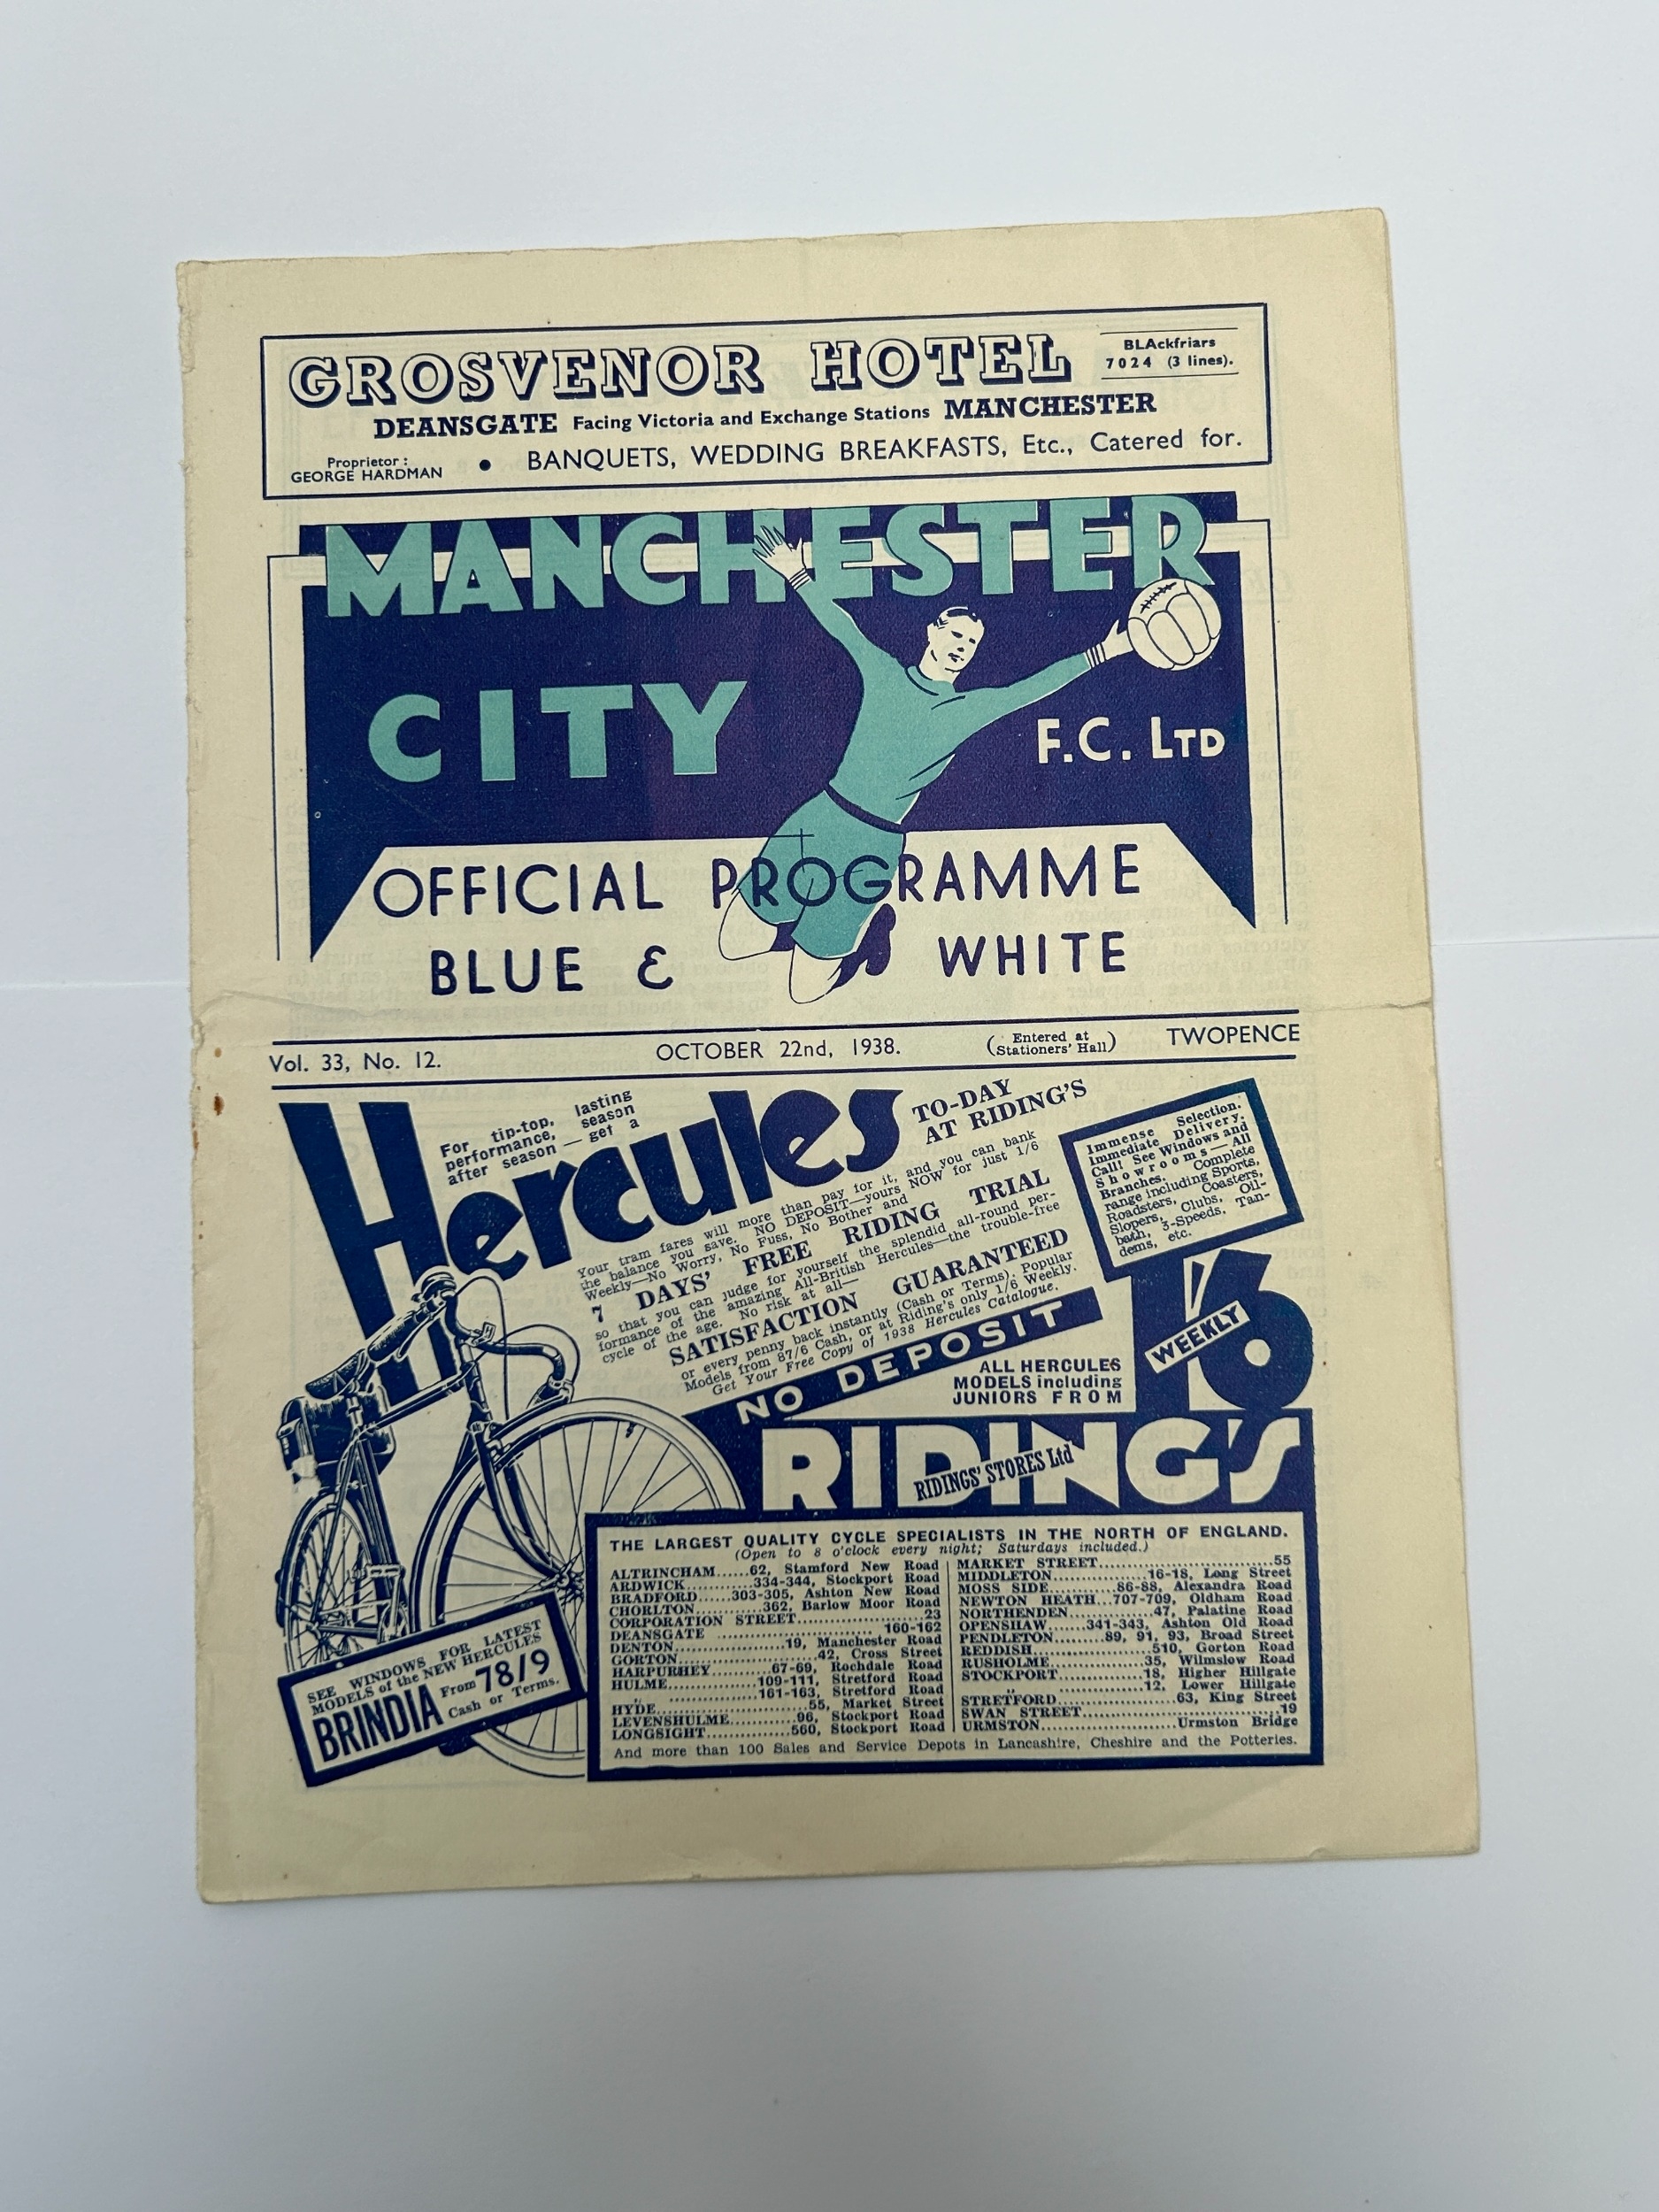 GROSVENOR HOTEL
BLAckfriars
7024 (3 lines).
DEANSGATE Facing Victoria and Exchange Stations MANCHESTER
Proprietor :
GEORGE HARDMAN
• BANQUETS, WEDDING BREAKFASTS, Etc., Catered for.
MANCHESTER
CITY
F.C. LTD
OFFICIAL PROGRAMME
BLUE & WHITE
Vol. 33, No. 12.
OCTOBER 22nd, 1938.
(Entered at
Stationers' Hall)
TWOPENCE
For tip-top, lasting
performance, season
after season — get a
Hercules
TO-DAY
AT RIDING'S
Your tram fares will more than pay for it, and you can bank
the balance you save. NO DEPOSIT—yours NOW for just 1/6
Weekly—No Worry, No Fuss, No Bother and
7 DAYS' FREE RIDING TRIAL
so that you can judge for yourself the splendid all-round per-
formance of the amazing All-British Hercules—the trouble-free
cycle of the age. No risk at all—
SATISFACTION GUARANTEED
or every penny back instantly (Cash or Terms). Popular
Models from 87/6 Cash, or at Riding's only 1/6 Weekly.
Get Your Free Copy of 1938 Hercules Catalogue.
Immense Selection.
Immediate Delivery.
Call! See Windows and
Showrooms—All
Branches. Complete
range including Sports,
Roadsters, Coasters,
Slopers, Clubs, Oil-
bath, 3-Speeds, Tan-
dems, etc.
NO DEPOSIT
ALL HERCULES
MODELS including
JUNIORS FROM
1/6
WEEKLY
RIDING'S
RIDINGS' STORES Ltd
THE LARGEST QUALITY CYCLE SPECIALISTS IN THE NORTH OF ENGLAND.
(Open to 8 o'clock every night; Saturdays included.)
ALTRINCHAM......62, Stamford New Road
ARDWICK............334-344, Stockport Road
BRADFORD......303-305, Ashton New Road
CHORLTON............362, Barlow Moor Road
CORPORATION STREET.....................23
DEANSGATE .........................160-162
DENTON...................19, Manchester Road
GORTON........................42, Cross Street
HARPURHEY...........67-69, Rochdale Road
HULME...............109-111, Stretford Road
" ...............161-163, Stretford Road
HYDE..........................55, Market Street
LEVENSHULME............96, Stockport Road
LONGSIGHT...............560, Stockport Road
MARKET STREET..............................55
MIDDLETON................16-18, Long Street
MOSS SIDE...........86-88, Alexandra Road
NEWTON HEATH...707-709, Oldham Road
NORTHENDEN...............47, Palatine Road
OPENSHAW......341-343, Ashton Old Road
PENDLETON.........89, 91, 93, Broad Street
REDDISH.....................510, Gorton Road
RUSHOLME.................35, Wilmslow Road
STOCKPORT................18, Higher Hillgate
" ................12, Lower Hillgate
STRETFORD....................63, King Street
SWAN STREET................................19
URMSTON.......................Urmston Bridge
And more than 100 Sales and Service Depots in Lancashire, Cheshire and the Potteries.
SEE WINDOWS FOR LATEST
MODELS of the NEW HERCULES
BRINDIA From 78/9
Cash or Terms.